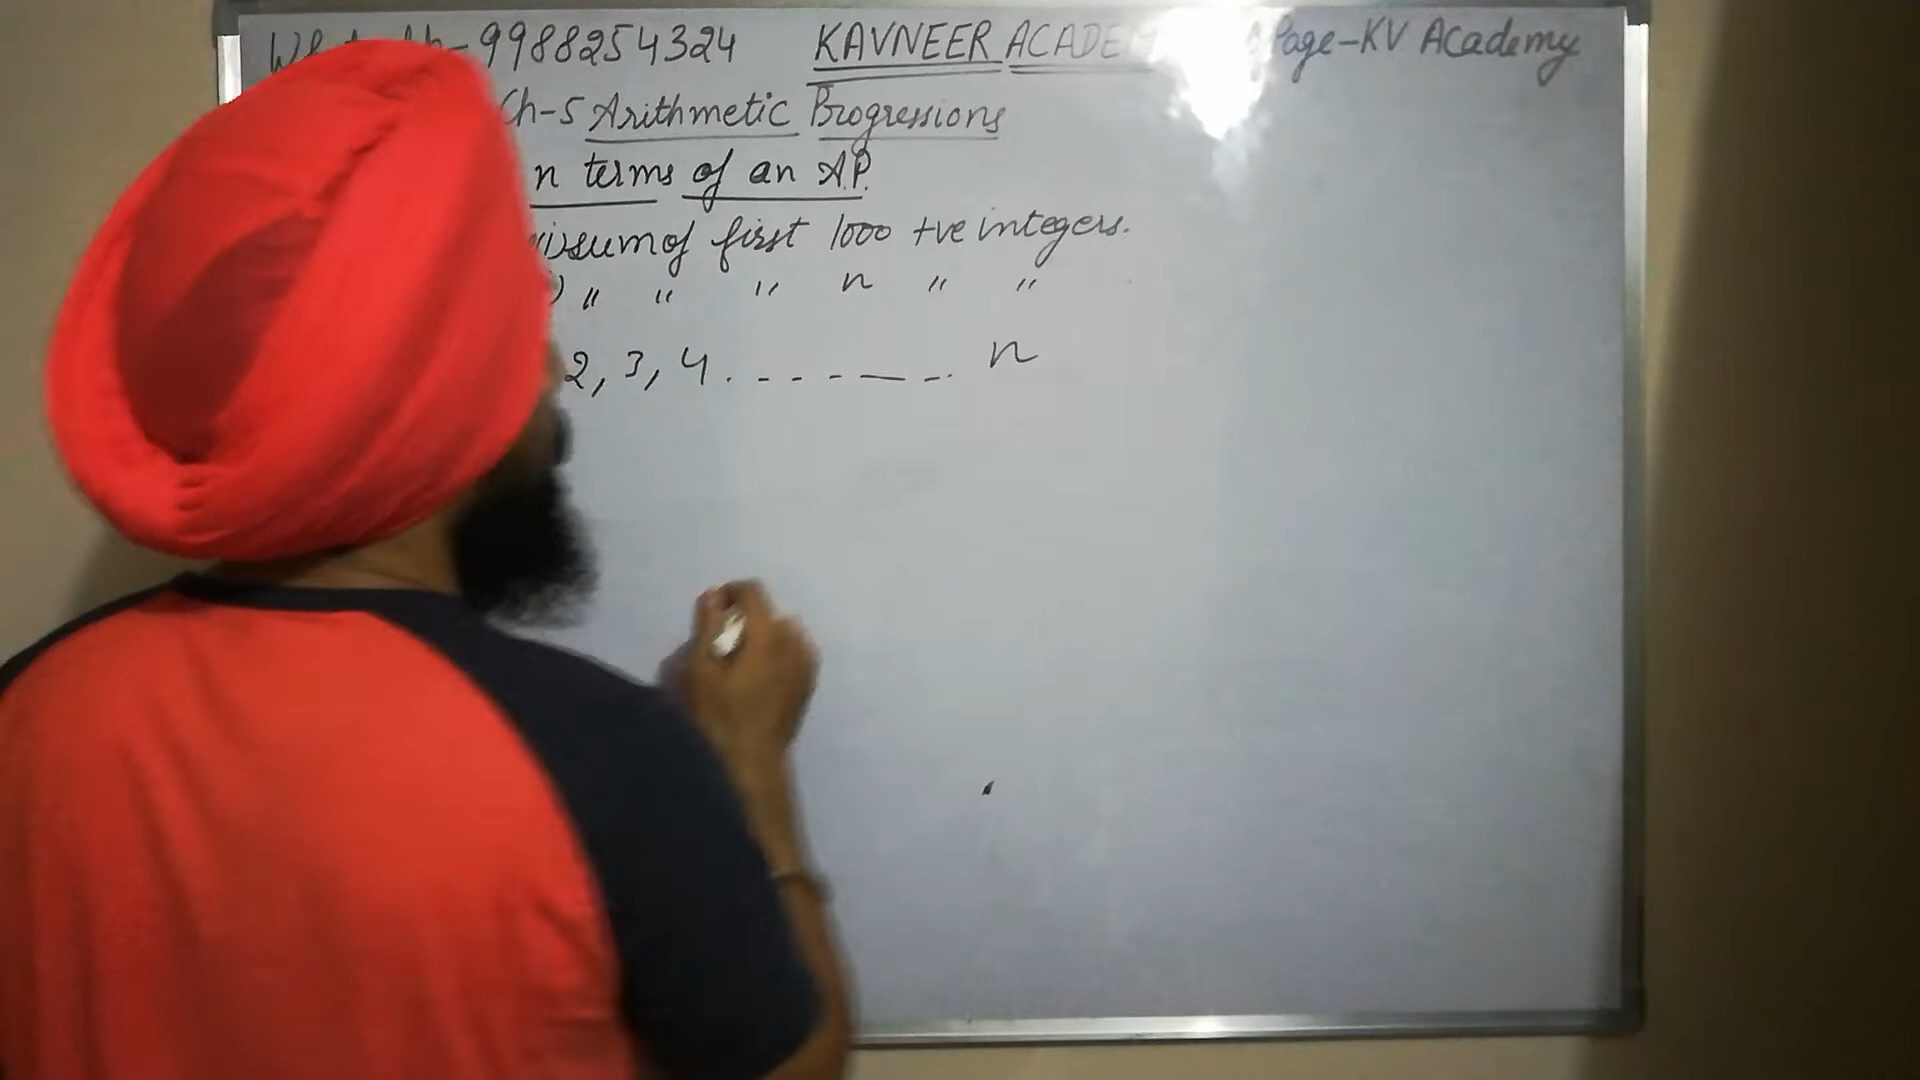 9988254324 KAVNEER ACADE Page-KV Academy
Ch-5 Arithmetic Progressions
n terms of an A.P.
sum of first 1000 +ve integers.
) " " " n " "
2, 3, 4 . - - - - - . n